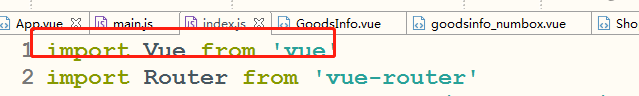 App.vue main.js index.js GoodsInfo.vue goodsinfo_numbox.vue Sho
1 import Vue from 'vue'
2 import Router from 'vue-router'